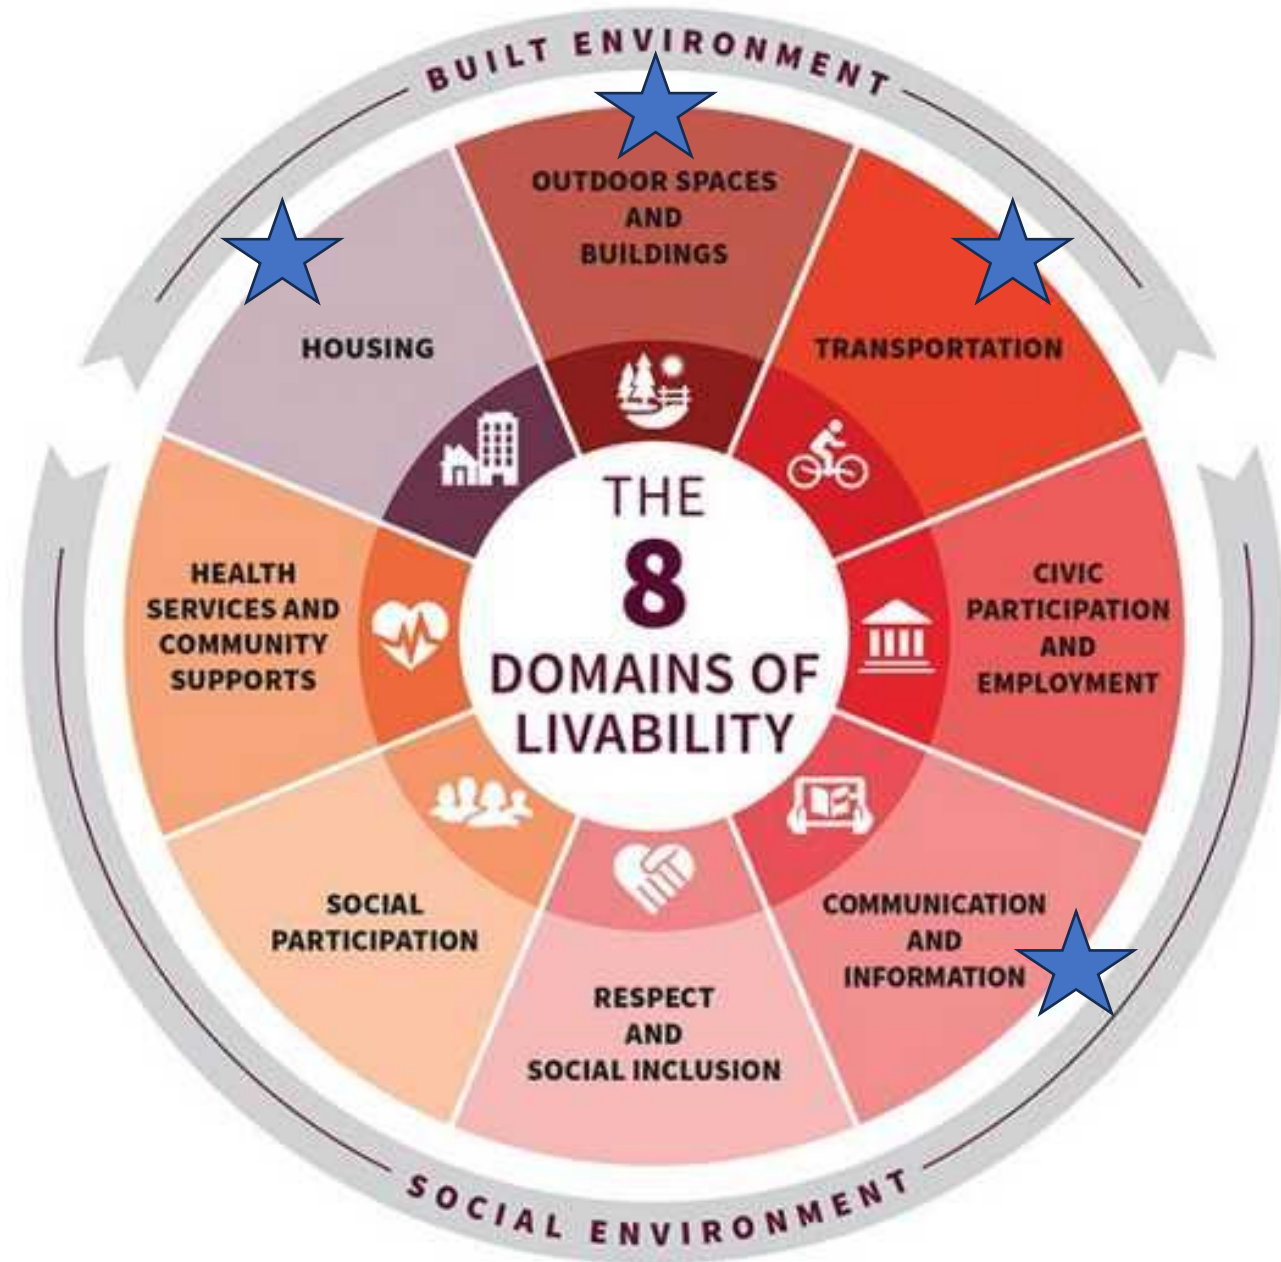 BUILT ENVIRONMENT
OUTDOOR SPACES
AND
BUILDINGS
HOUSING
TRANSPORTATION
THE
8
DOMAINS OF
LIVABILITY
HEALTH
SERVICES AND
COMMUNITY
SUPPORTS
CIVIC
PARTICIPATION
AND
EMPLOYMENT
SOCIAL
PARTICIPATION
COMMUNICATION
AND
INFORMATION
RESPECT
AND
SOCIAL INCLUSION
SOCIAL ENVIRONMENT